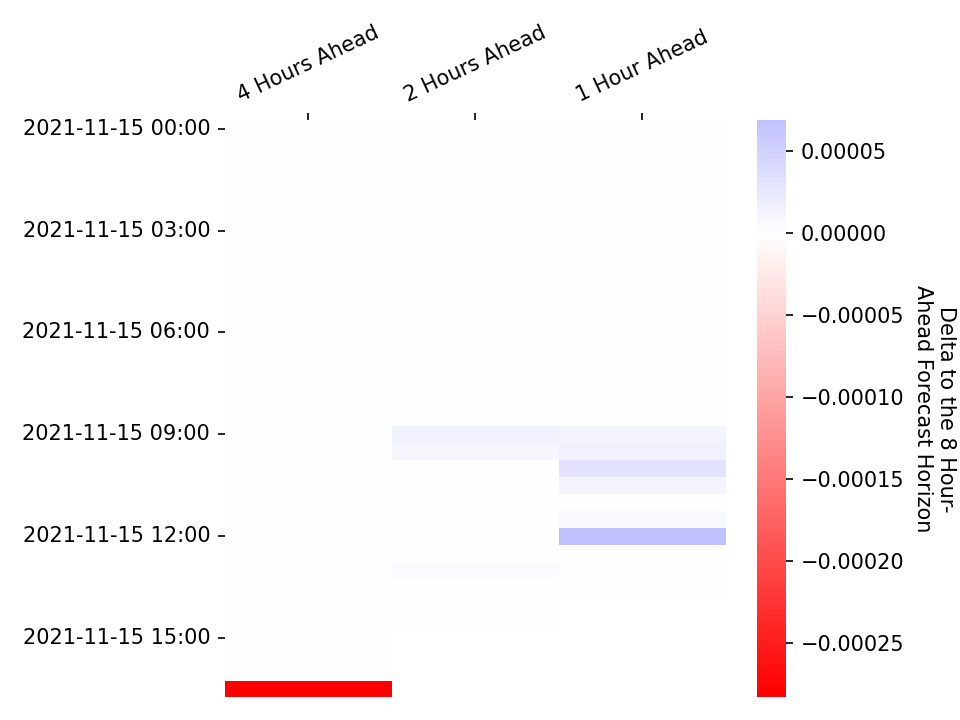 4 Hours Ahead
2 Hours Ahead
1 Hour Ahead
2021-11-15 00:00
2021-11-15 03:00
2021-11-15 06:00
2021-11-15 09:00
2021-11-15 12:00
2021-11-15 15:00
0.00005
0.00000
−0.00005
−0.00010
−0.00015
−0.00020
−0.00025
Delta to the 8 Hour-
Ahead Forecast Horizon